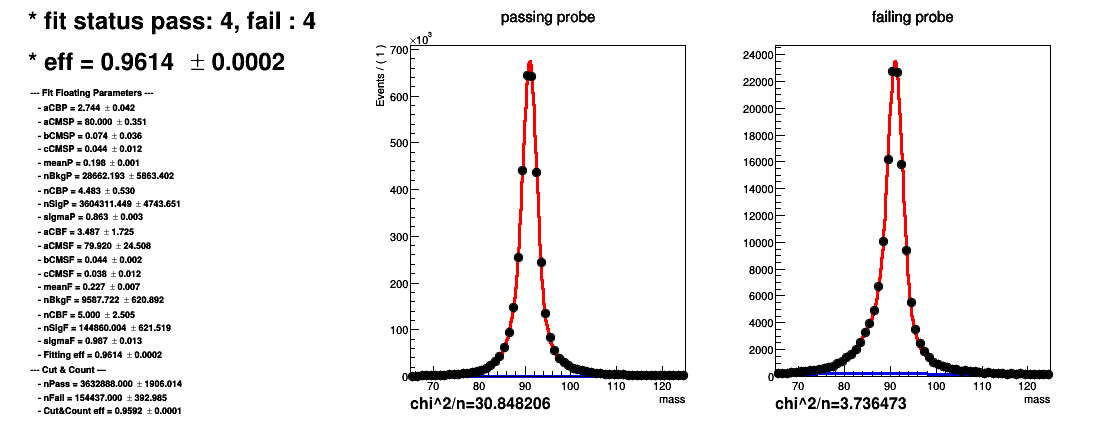 * fit status pass: 4, fail : 4
* eff = 0.9614 ± 0.0002
--- Fit Floating Parameters ---
- aCBP = 2.744 ± 0.042
- aCMSP = 80.000 ± 0.351
- bCMSP = 0.074 ± 0.036
- cCMSP = 0.044 ± 0.012
- meanP = 0.198 ± 0.001
- nBkgP = 28662.193 ± 5863.402
- nCBP = 4.483 ± 0.530
- nSigP = 3604311.449 ± 4743.651
- sigmaP = 0.863 ± 0.003
- aCBF = 3.487 ± 1.725
- aCMSF = 79.920 ± 24.508
- bCMSF = 0.044 ± 0.002
- cCMSF = 0.038 ± 0.012
- meanF = 0.227 ± 0.007
- nBkgF = 9587.722 ± 620.892
- nCBF = 5.000 ± 2.505
- nSigF = 144860.004 ± 621.519
- sigmaF = 0.987 ± 0.013
- Fitting eff = 0.9614 ± 0.0002
--- Cut & Count ---
- nPass = 3632888.000 ± 1906.014
- nFail = 154437.000 ± 392.985
- Cut&Count eff = 0.9592 ± 0.0001
passing probe
×10³
Events / ( 1 )
700
600
500
400
300
200
100
0
70 80 90 100 110 120
mass
chi^2/n=30.848206
failing probe
24000
22000
20000
18000
16000
14000
12000
10000
8000
6000
4000
2000
0
70 80 90 100 110 120
mass
chi^2/n=3.736473